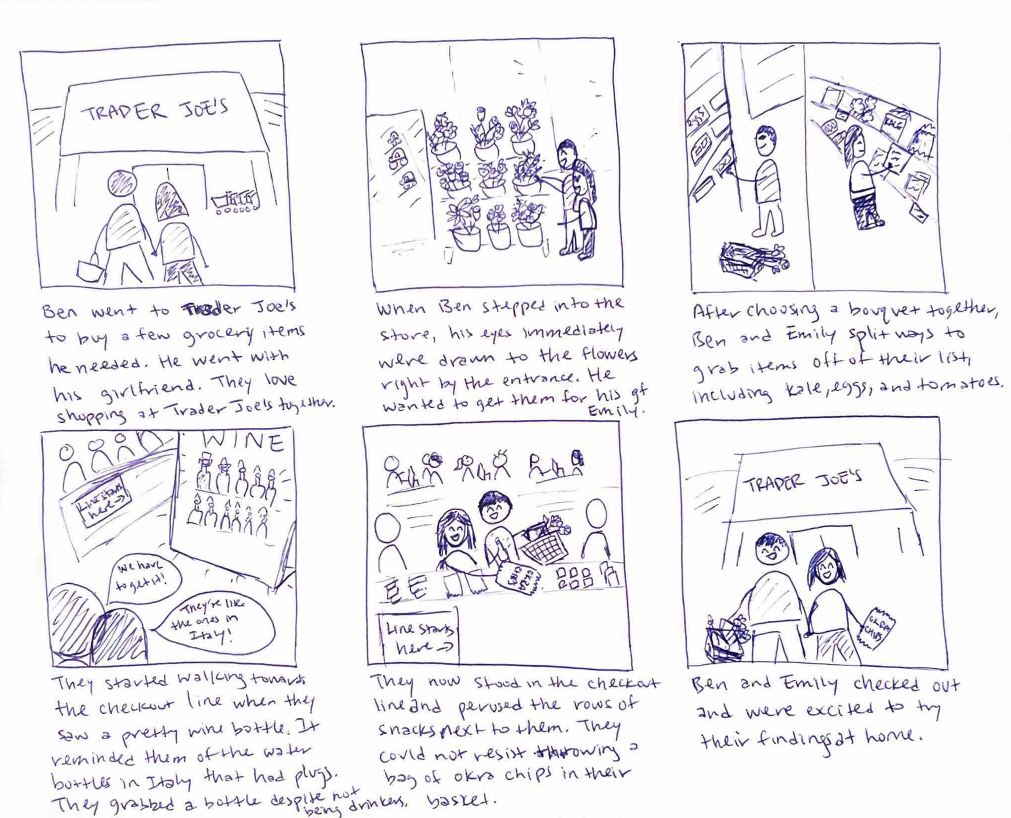 TRADER JOE'S
Ben went to Trader Joe's
to buy a few grocery items
he needed. He went with
his girlfriend. They love
shopping at Trader Joe's together.
When Ben stepped into the
store, his eyes immediately
were drawn to the flowers
right by the entrance. He
wanted to get them for his gf
Emily.
KALE
After choosing a bouquet together,
Ben and Emily split ways to
grab items off of their list,
including kale, eggs, and tomatoes.
WINE
Line starts
here →
We have
to get it!
They're like
the ones in
Italy!
They started walking towards
the checkout line when they
saw a pretty wine bottle. It
reminded them of the water
bottles in Italy that had plugs.
They grabbed a bottle despite not
being drinkers.
OKRA
CHIPS
Line starts
here →
They now stood in the checkout
line and perused the rows of
snacks next to them. They
could not resist throwing a
bag of okra chips in their
basket.
TRADER JOE'S
OKRA
CHIPS
Ben and Emily checked out
and were excited to try
their findings at home.